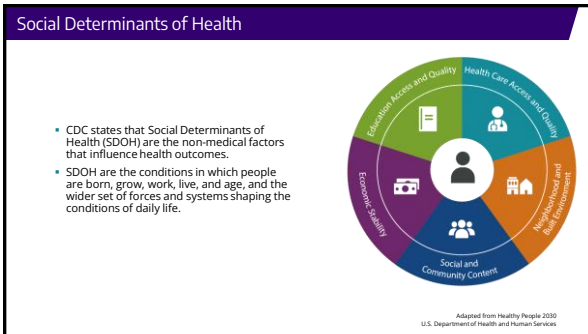 Social Determinants of Health
CDC states that Social Determinants of
Health (SDOH) are the non-medical factors
that influence health outcomes.
SDOH are the conditions in which people
are born, grow, work, live, and age, and the
wider set of forces and systems shaping the
conditions of daily life.
Education Access and Quality
Health Care Access and Quality
Economic Stability
Neighborhood and
Built Environment
Social and
Community Content
Adapted from Healthy People 2030
U.S. Department of Health and Human Services